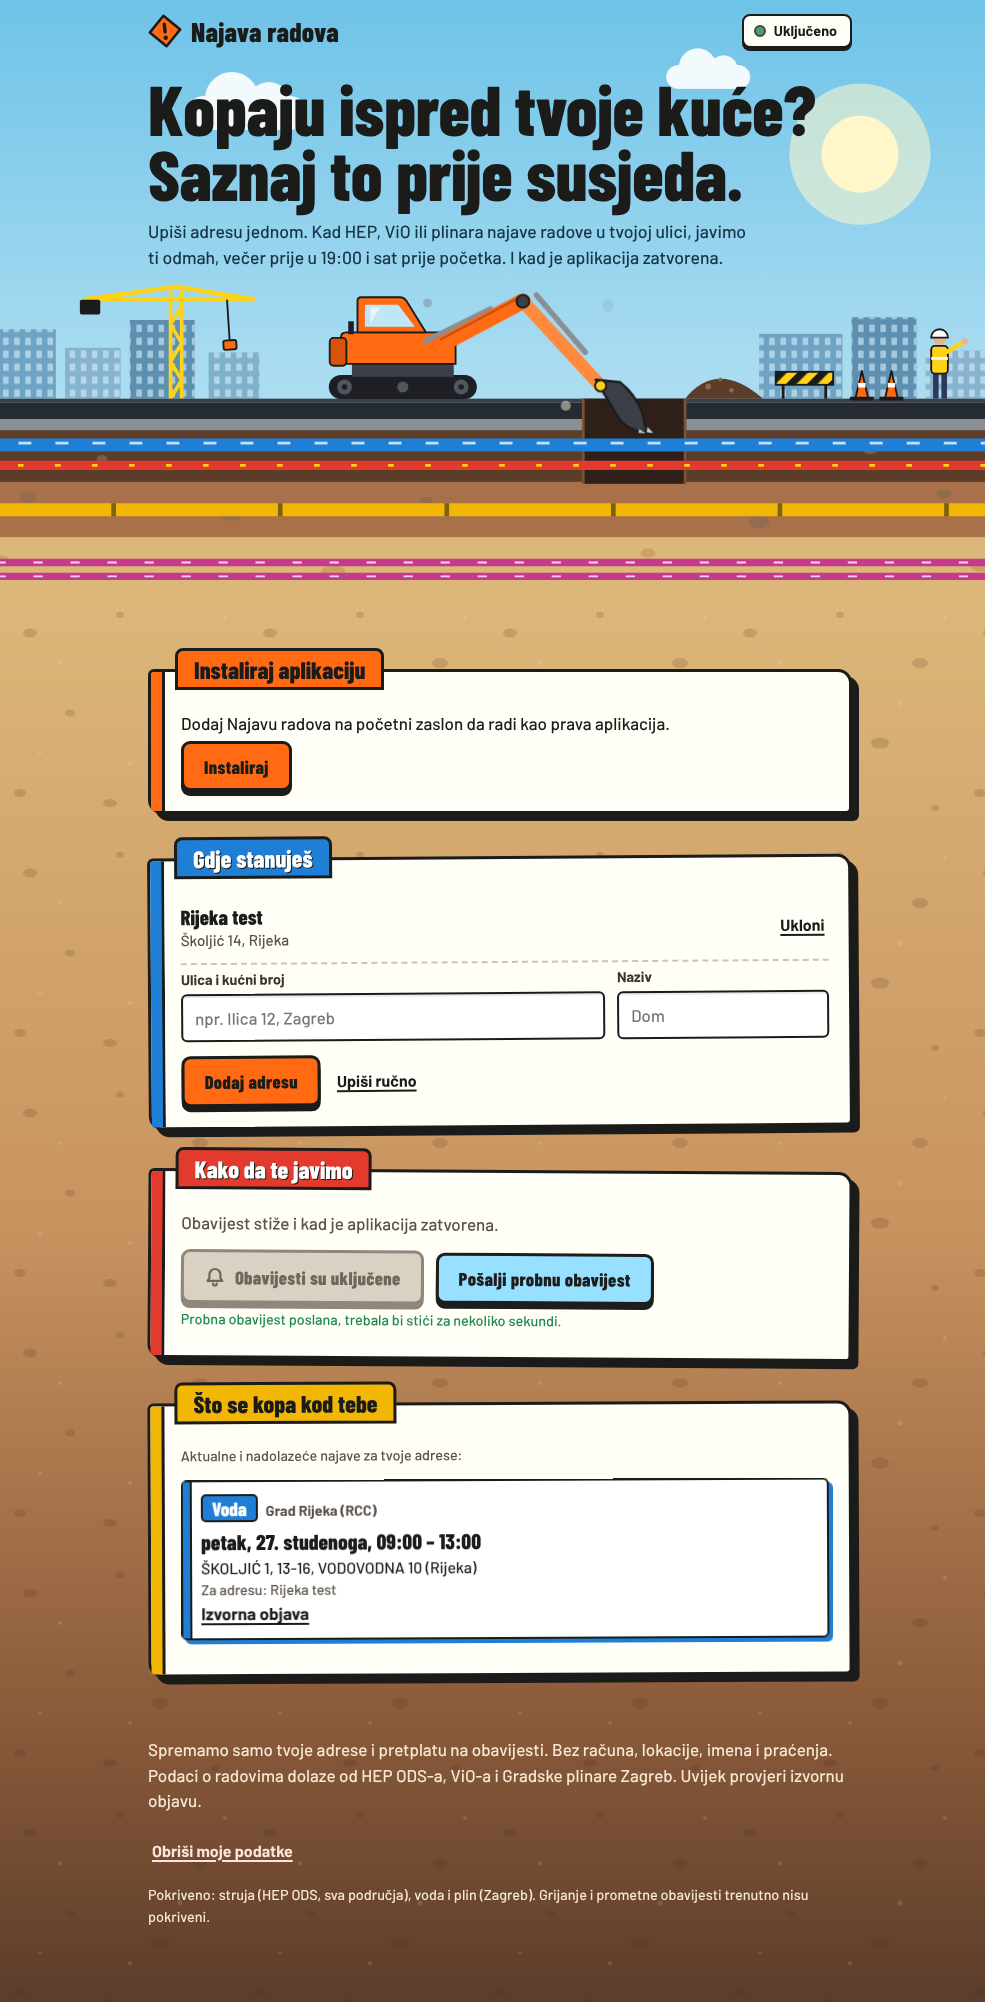 Najava radova
Uključeno
Kopaju ispred tvoje kuće?
Saznaj to prije susjeda.
Upiši adresu jednom. Kad HEP, ViO ili plinara najave radove u tvojoj ulici, javimo
ti odmah, večer prije u 19:00 i sat prije početka. I kad je aplikacija zatvorena.
Instaliraj aplikaciju
Dodaj Najavu radova na početni zaslon da radi kao prava aplikacija.
Instaliraj
Gdje stanuješ
Rijeka test
Školjić 14, Rijeka
Ukloni
Ulica i kućni broj
Naziv
npr. Ilica 12, Zagreb
Dom
Dodaj adresu
Upiši ručno
Kako da te javimo
Obavijest stiže i kad je aplikacija zatvorena.
Obavijesti su uključene
Pošalji probnu obavijest
Probna obavijest poslana, trebala bi stići za nekoliko sekundi.
Što se kopa kod tebe
Aktualne i nadolazeće najave za tvoje adrese:
Voda
Grad Rijeka (RCC)
petak, 27. studenoga, 09:00 – 13:00
ŠKOLJIĆ 1, 13-16, VODOVODNA 10 (Rijeka)
Za adresu: Rijeka test
Izvorna objava
Spremamo samo tvoje adrese i pretplatu na obavijesti. Bez računa, lokacije, imena i praćenja.
Podaci o radovima dolaze od HEP ODS-a, ViO-a i Gradske plinare Zagreb. Uvijek provjeri izvornu
objavu.
Obriši moje podatke
Pokriveno: struja (HEP ODS, sva područja), voda i plin (Zagreb). Grijanje i prometne obavijesti trenutno nisu
pokriveni.